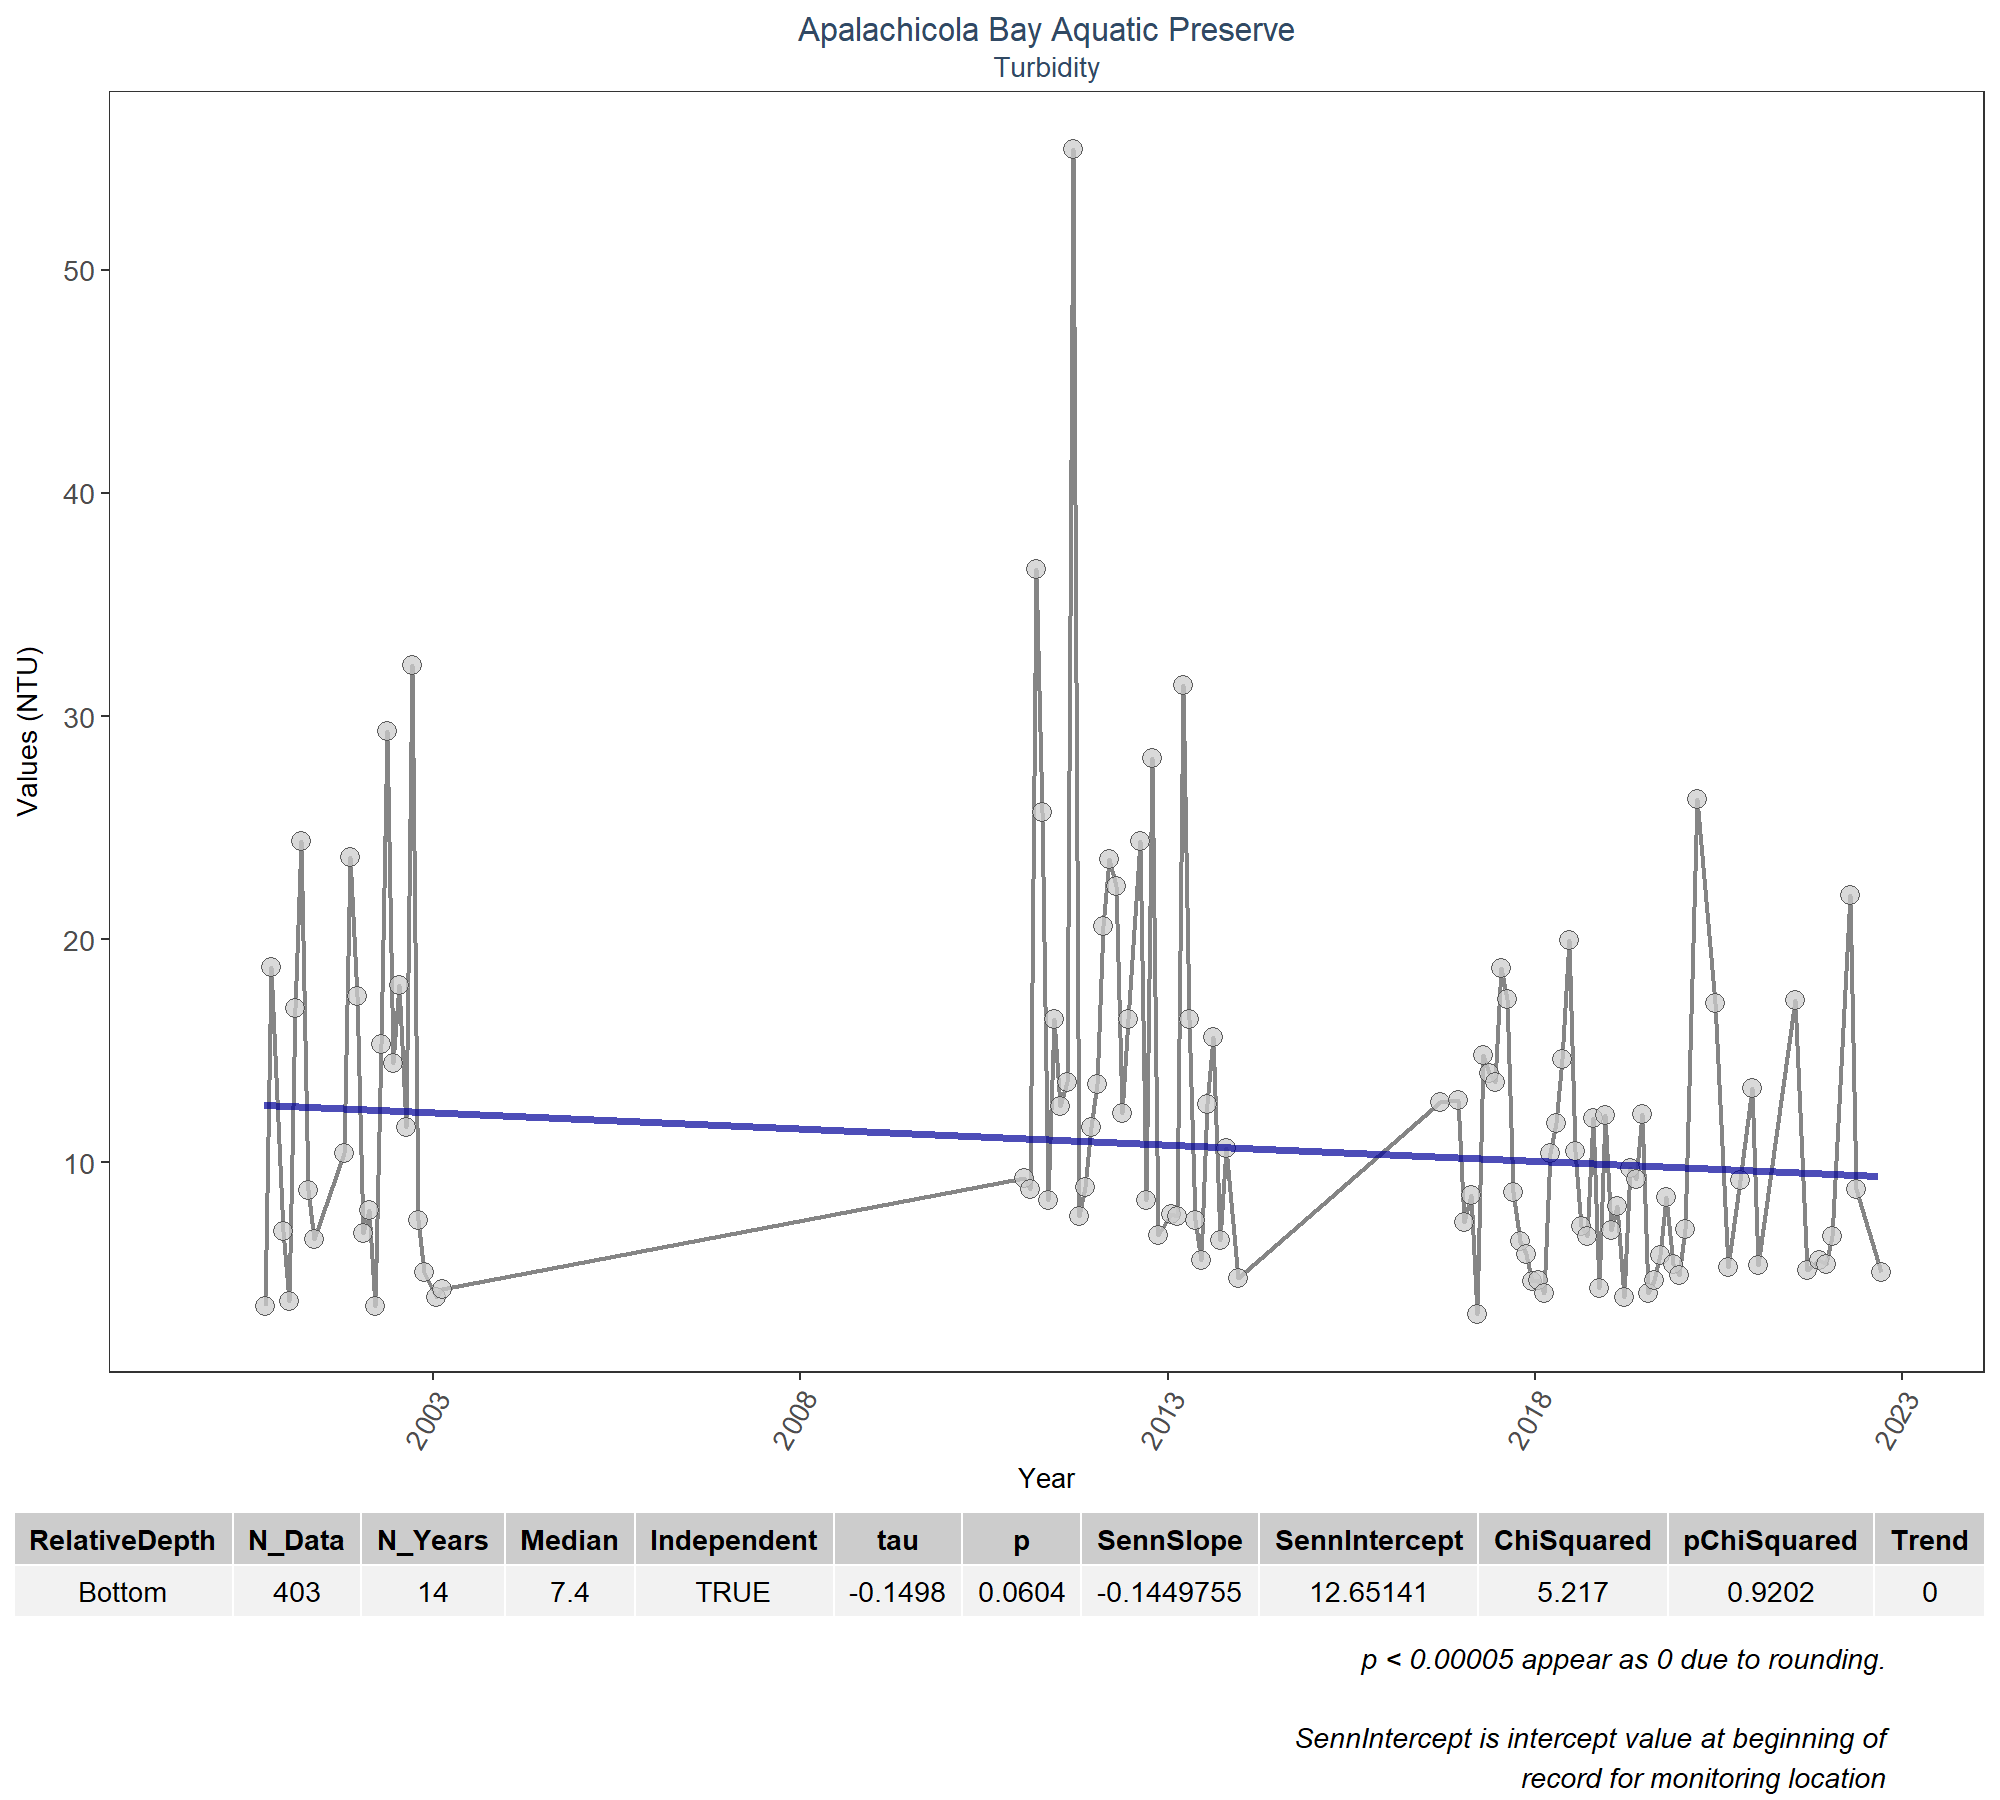 Apalachicola Bay Aquatic Preserve
Turbidity
Values (NTU)
50
40
30
20
10
2003
2008
2013
2018
2023
Year
RelativeDepth N_Data N_Years Median Independent tau p SennSlope SennIntercept ChiSquared pChiSquared Trend
Bottom 403 14 7.4 TRUE -0.1498 0.0604 -0.1449755 12.65141 5.217 0.9202 0
p < 0.00005 appear as 0 due to rounding.
SennIntercept is intercept value at beginning of
record for monitoring location